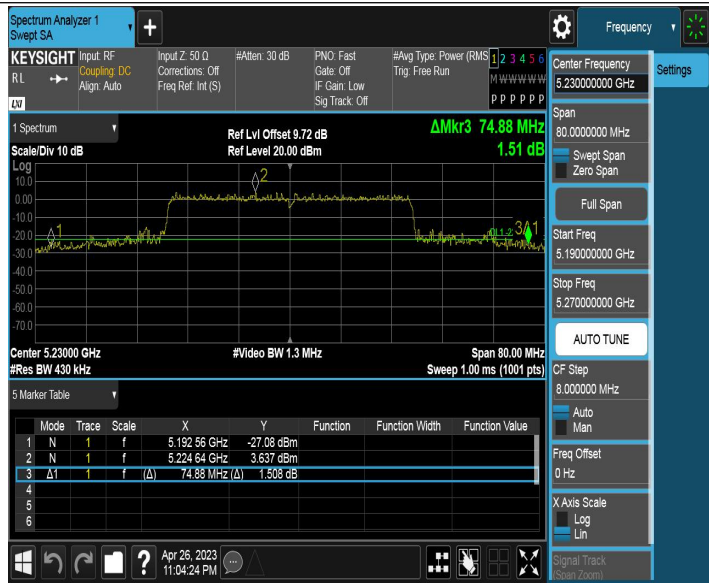 Spectrum Analyzer 1
Swept SA
Frequency
KEYSIGHT
RL
LXI
Input: RF
Coupling: DC
Align: Auto
Input Z: 50 Ω
Corrections: Off
Freq Ref: Int (S)
#Atten: 30 dB
PNO: Fast
Gate: Off
IF Gain: Low
Sig Track: Off
#Avg Type: Power (RMS
Trig: Free Run
1 2 3 4 5 6
M W W W W W
P P P P P P
Center Frequency
5.230000000 GHz
Settings
Span
80.0000000 MHz
Swept Span
Zero Span
Full Span
Start Freq
5.190000000 GHz
Stop Freq
5.270000000 GHz
AUTO TUNE
CF Step
8.000000 MHz
Auto
Man
Freq Offset
0 Hz
X Axis Scale
Log
Lin
Signal Track
(Span Zoom)
1 Spectrum
Scale/Div 10 dB
Ref Lvl Offset 9.72 dB
Ref Level 20.00 dBm
ΔMkr3 74.88 MHz
1.51 dB
Log
10.0
0.00
-10.0
-20.0
-30.0
-40.0
-50.0
-60.0
-70.0
1
2
3Δ1
Center 5.23000 GHz
#Video BW 1.3 MHz
Span 80.00 MHz
#Res BW 430 kHz
Sweep 1.00 ms (1001 pts)
5 Marker Table
Mode Trace Scale X Y Function Function Width Function Value
1 N 1 f 5.192 56 GHz -27.08 dBm
2 N 1 f 5.224 64 GHz 3.637 dBm
3 Δ1 1 f (Δ) 74.88 MHz (Δ) 1.508 dB
4
5
6
?
Apr 26, 2023
11:04:24 PM